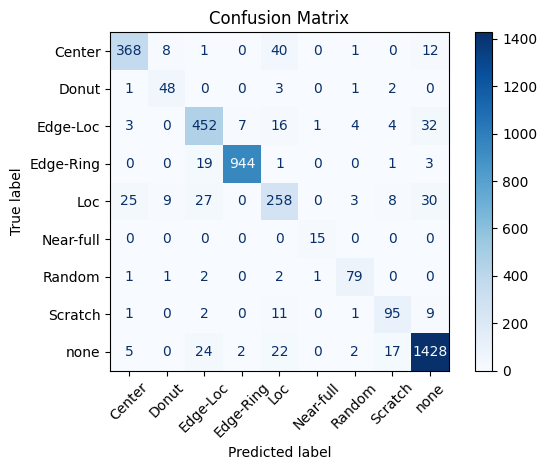 Confusion Matrix
Center 368 8 1 0 40 0 1 0 12
Donut 1 48 0 0 3 0 1 2 0
Edge-Loc 3 0 452 7 16 1 4 4 32
Edge-Ring 0 0 19 944 1 0 0 1 3
Loc 25 9 27 0 258 0 3 8 30
Near-full 0 0 0 0 0 15 0 0 0
Random 1 1 2 0 2 1 79 0 0
Scratch 1 0 2 0 11 0 1 95 9
none 5 0 24 2 22 0 2 17 1428
Center Donut Edge-Loc Edge-Ring Loc Near-full Random Scratch none
Predicted label
True label
1400
1200
1000
800
600
400
200
0